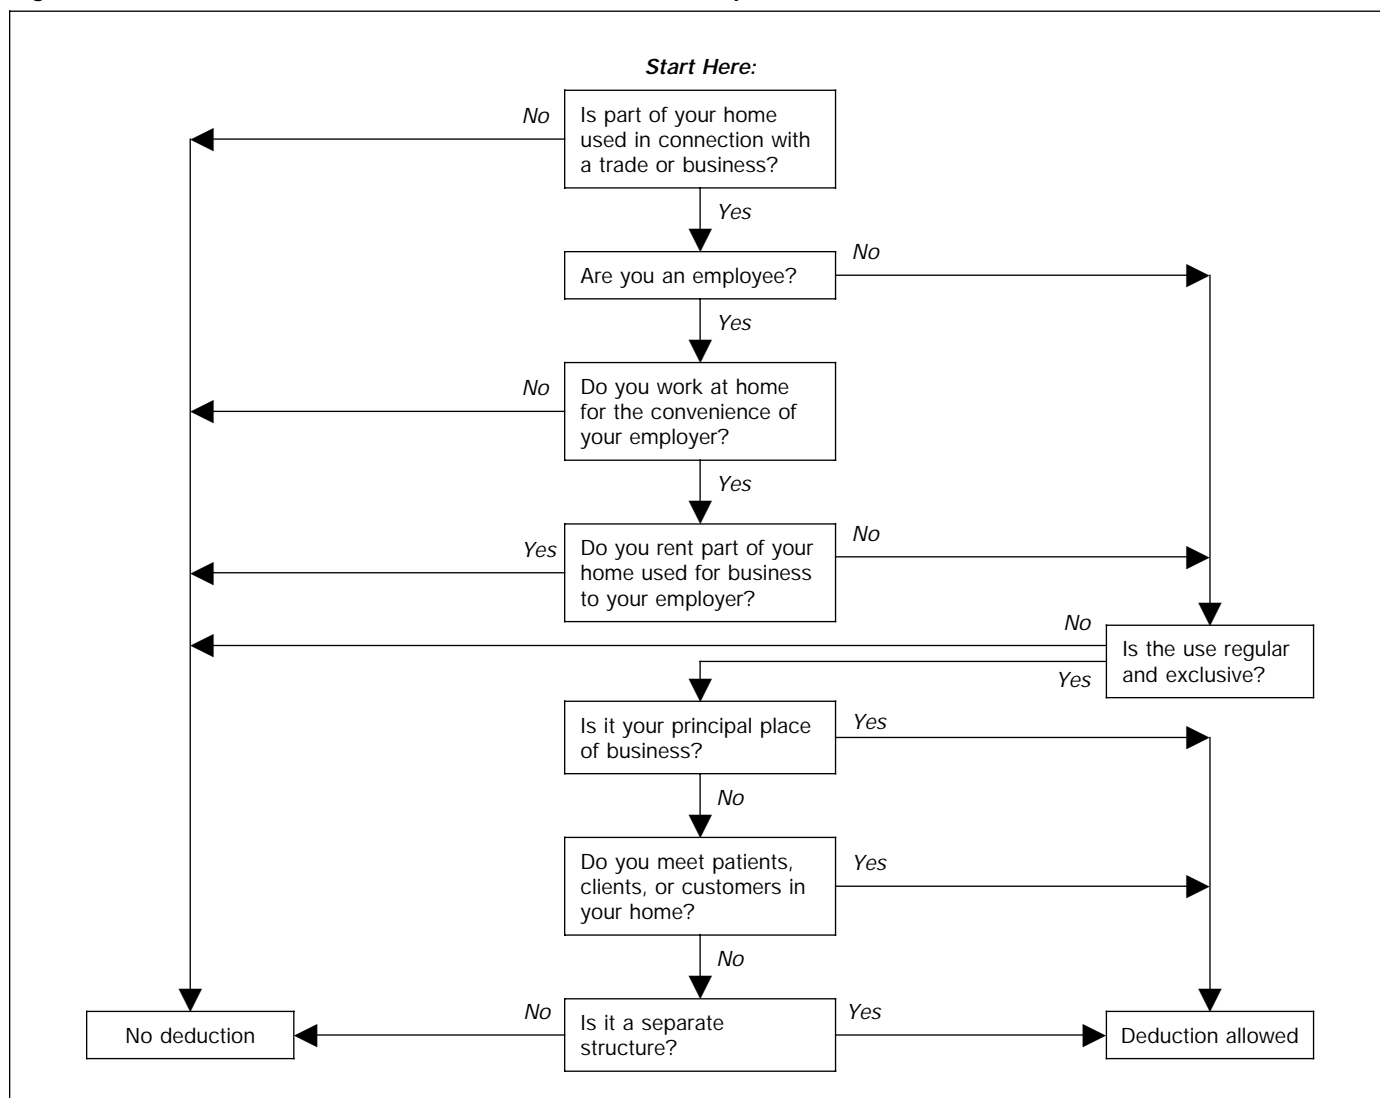 Start Here:
No
Is part of your home
used in connection with
a trade or business?
Yes
Are you an employee?
No
Yes
No
Do you work at home
for the convenience of
your employer?
Yes
Yes
Do you rent part of your
home used for business
to your employer?
No
No
Is the use regular
and exclusive?
Yes
Is it your principal place
of business?
Yes
No
Do you meet patients,
clients, or customers in
your home?
Yes
No
No
Is it a separate
structure?
Yes
No deduction
Deduction allowed